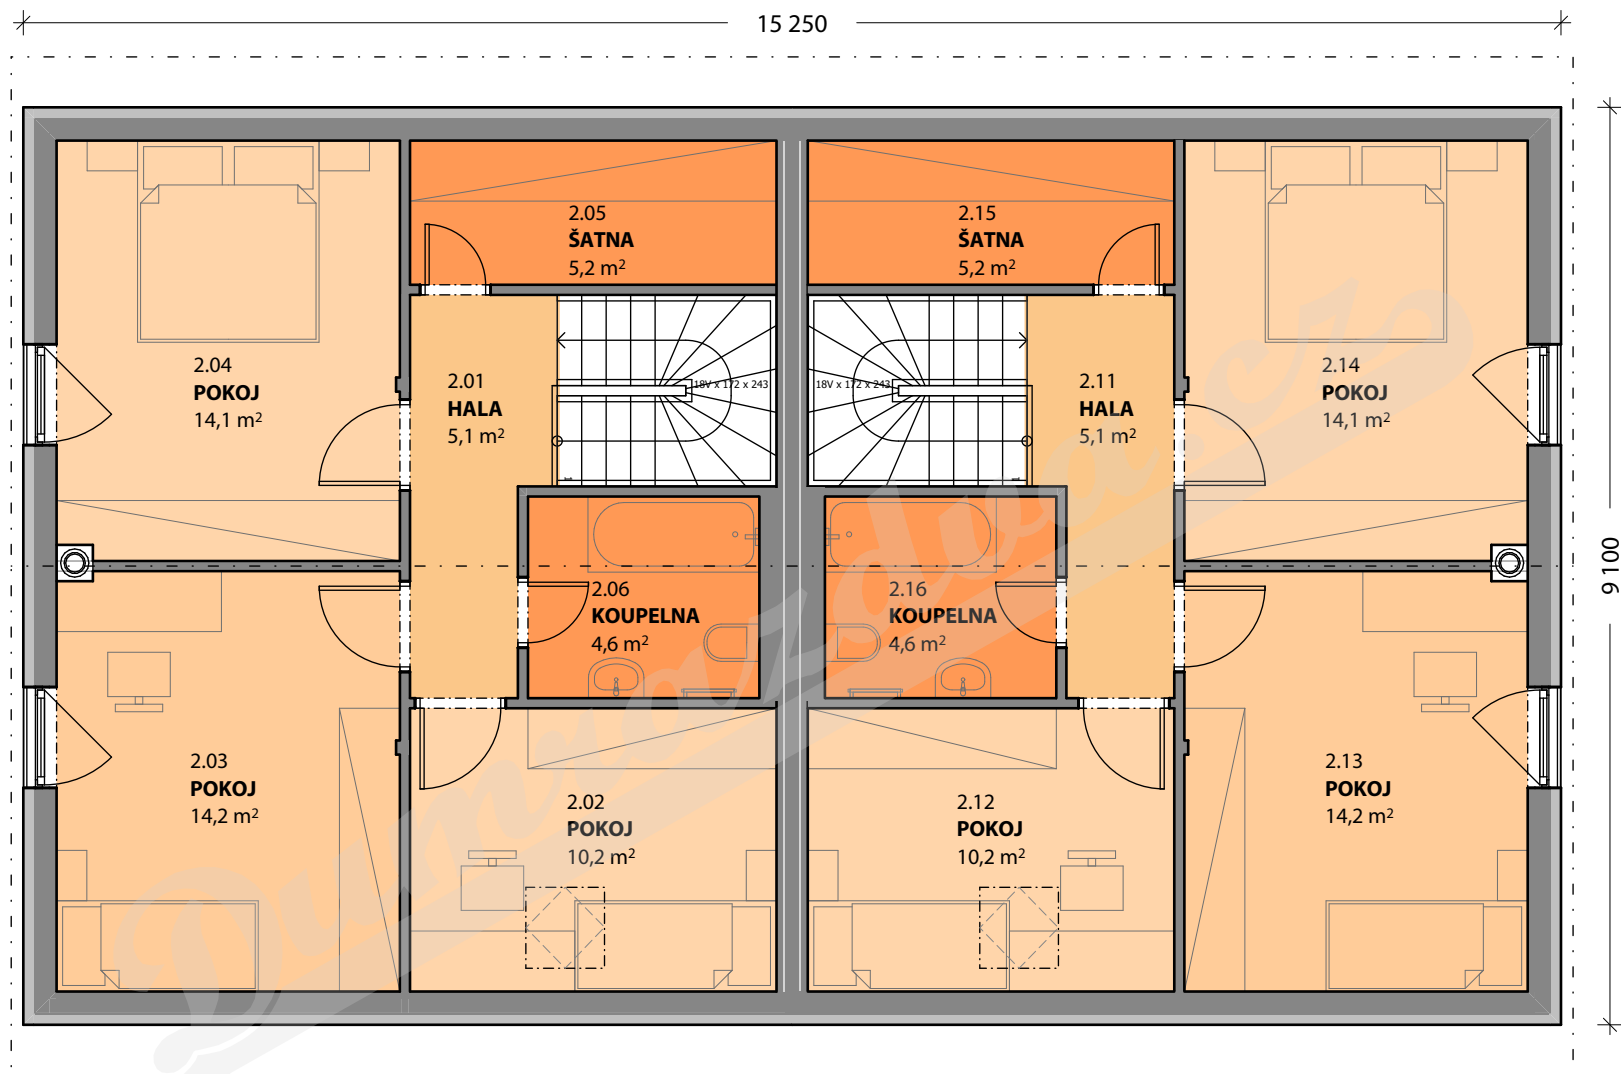 15 250
2.05
ŠATNA
5,2 m²
2.15
ŠATNA
5,2 m²
2.04
POKOJ
14,1 m²
2.01
HALA
5,1 m²
18V x 172 x 243
18V x 172 x 243
2.11
HALA
5,1 m²
2.14
POKOJ
14,1 m²
9 100
2.06
KOUPELNA
4,6 m²
2.16
KOUPELNA
4,6 m²
2.03
POKOJ
14,2 m²
2.02
POKOJ
10,2 m²
2.12
POKOJ
10,2 m²
2.13
POKOJ
14,2 m²
Dumrazdva.cz